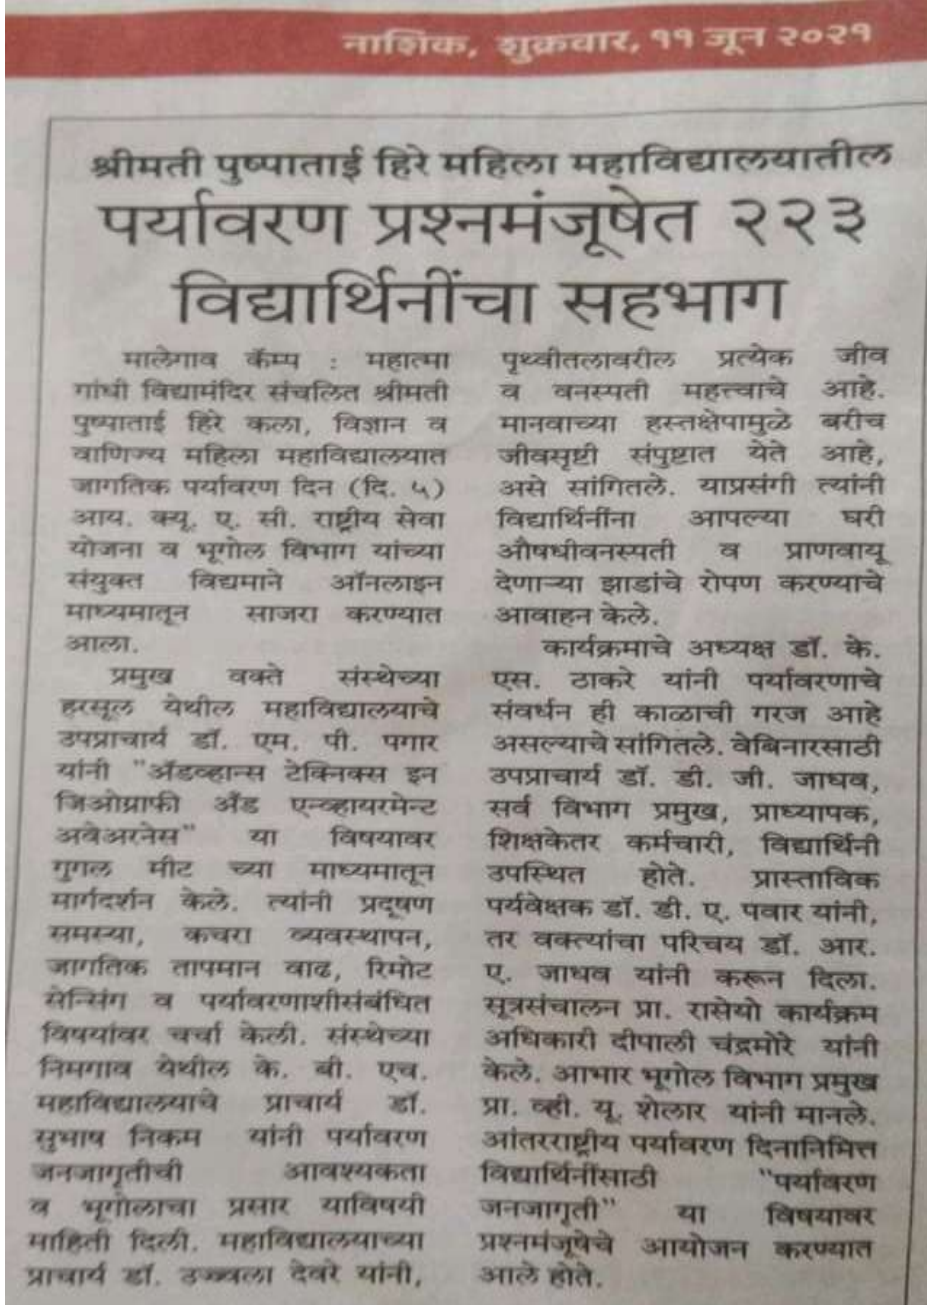 नाशिक, शुक्रवार, ११ जून २०२१
श्रीमती पुष्पाताई हिरे महिला महाविद्यालयातील
पर्यावरण प्रश्नमंजूषेत २२३
विद्यार्थिनींचा सहभाग
मालेगाव कॅम्प : महात्मा
गांधी विद्यामंदिर संचलित श्रीमती
पुष्पाताई हिरे कला, विज्ञान व
वाणिज्य महिला महाविद्यालयात
जागतिक पर्यावरण दिन (दि. ५)
आय. क्यू. ए. सी. राष्ट्रीय सेवा
योजना व भूगोल विभाग यांच्या
संयुक्त विद्यमाने ऑनलाइन
माध्यमातून साजरा करण्यात
आला.
प्रमुख वक्ते संस्थेच्या
हरसूल येथील महाविद्यालयाचे
उपप्राचार्य डॉ. एम. पी. पगार
यांनी "अ‍ॅडव्हान्स टेक्निक्स इन
जिओग्राफी अँड एन्व्हायरमेन्ट
अवेअरनेस" या विषयावर
गुगल मीट च्या माध्यमातून
मार्गदर्शन केले. त्यांनी प्रदूषण
समस्या, कचरा व्यवस्थापन,
जागतिक तापमान वाढ, रिमोट
सेन्सिंग व पर्यावरणाशीसंबंधित
विषयांवर चर्चा केली. संस्थेच्या
निमगाव येथील के. बी. एच.
महाविद्यालयाचे प्राचार्य डॉ.
सुभाष निकम यांनी पर्यावरण
जनजागृतीची आवश्यकता
व भूगोलाचा प्रसार याविषयी
माहिती दिली. महाविद्यालयाच्या
प्राचार्य डॉ. उज्ज्वला देवरे यांनी,
पृथ्वीतलावरील प्रत्येक जीव
व वनस्पती महत्त्वाचे आहे.
मानवाच्या हस्तक्षेपामुळे बरीच
जीवसृष्टी संपुष्टात येते आहे,
असे सांगितले. याप्रसंगी त्यांनी
विद्यार्थिनींना आपल्या घरी
औषधीवनस्पती व प्राणवायू
देणाऱ्या झाडांचे रोपण करण्याचे
आवाहन केले.
कार्यक्रमाचे अध्यक्ष डॉ. के.
एस. ठाकरे यांनी पर्यावरणाचे
संवर्धन ही काळाची गरज आहे
असल्याचे सांगितले. वेबिनारसाठी
उपप्राचार्य डॉ. डी. जी. जाधव,
सर्व विभाग प्रमुख, प्राध्यापक,
शिक्षकेतर कर्मचारी, विद्यार्थिनी
उपस्थित होते. प्रास्ताविक
पर्यवेक्षक डॉ. डी. ए. पवार यांनी,
तर वक्त्यांचा परिचय डॉ. आर.
ए. जाधव यांनी करून दिला.
सूत्रसंचालन प्रा. रासेयो कार्यक्रम
अधिकारी दीपाली चंद्रमोरे यांनी
केले. आभार भूगोल विभाग प्रमुख
प्रा. व्ही. यू. शेलार यांनी मानले.
आंतरराष्ट्रीय पर्यावरण दिनानिमित्त
विद्यार्थिनींसाठी "पर्यावरण
जनजागृती" या विषयावर
प्रश्नमंजूषेचे आयोजन करण्यात
आले होते.